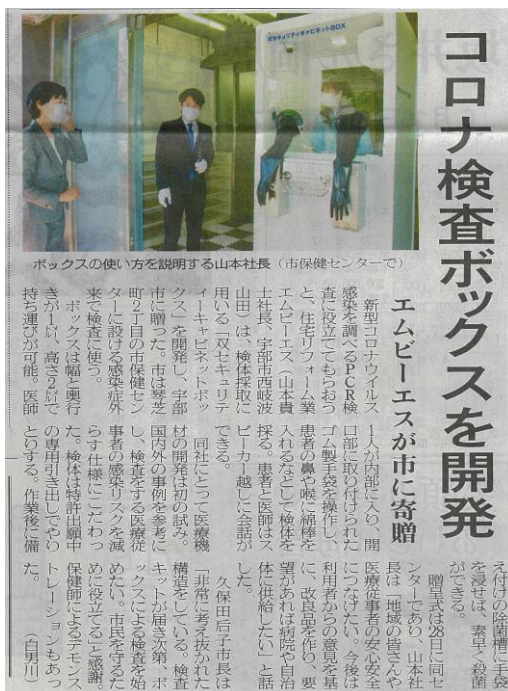 コロナ検査ボックスを開発
エムビーエスが市に寄贈
双セキュリティキャビネットBOX
ボックスの使い方を説明する山本社長（市保健センターで）
新型コロナウイルス
感染を調べるPCR検
査に役立ててもらおう
と、住宅リフォーム業
エムビーエス（山本貴
士社長、宇部市西岐波
山田）は、検体採取に
用いる「双セキュリテ
ィーキャビネットボッ
クス」を開発し、宇部
市に贈った。市は琴芝
町2丁目の市保健セン
ターに設ける感染症外
来で検査に使う。
ボックスは幅と奥行
きが1㍍、高さ2㍍で
持ち運びが可能。医師
1人が内部に入り、開
口部に取り付けられた
ゴム製手袋を操作し、
患者の鼻や喉に綿棒を
入れるなどして検体を
採る。患者と医師はス
ピーカー越しに会話が
できる。
同社にとって医療機
材の開発は初の試み。
国内外の事例を参考に
し、検査をする医療従
事者の感染リスクを減
らす仕様にこだわっ
た。検体は特許出願中
の専用引き出しでやり
とりする。作業後に備
え付けの除菌槽に手袋
を浸せば、素早く殺菌
ができる。
贈呈式は28日に同セ
ンターであり、山本社
長は「地域の皆さんや
医療従事者の安心安全
につなげたい。今後は
利用者からの意見を基
に、改良品を作り、要
望があれば病院や自治
体に供給したい」と話
した。
久保田后子市長は
「非常に考え抜かれた
構造をしている。検査
キットが届き次第、ボ
ックスによる検査を始
めたい。市民を守るた
めに役立てる」と感謝。
保健師によるデモンス
トレーションもあっ
た。
（白男川）